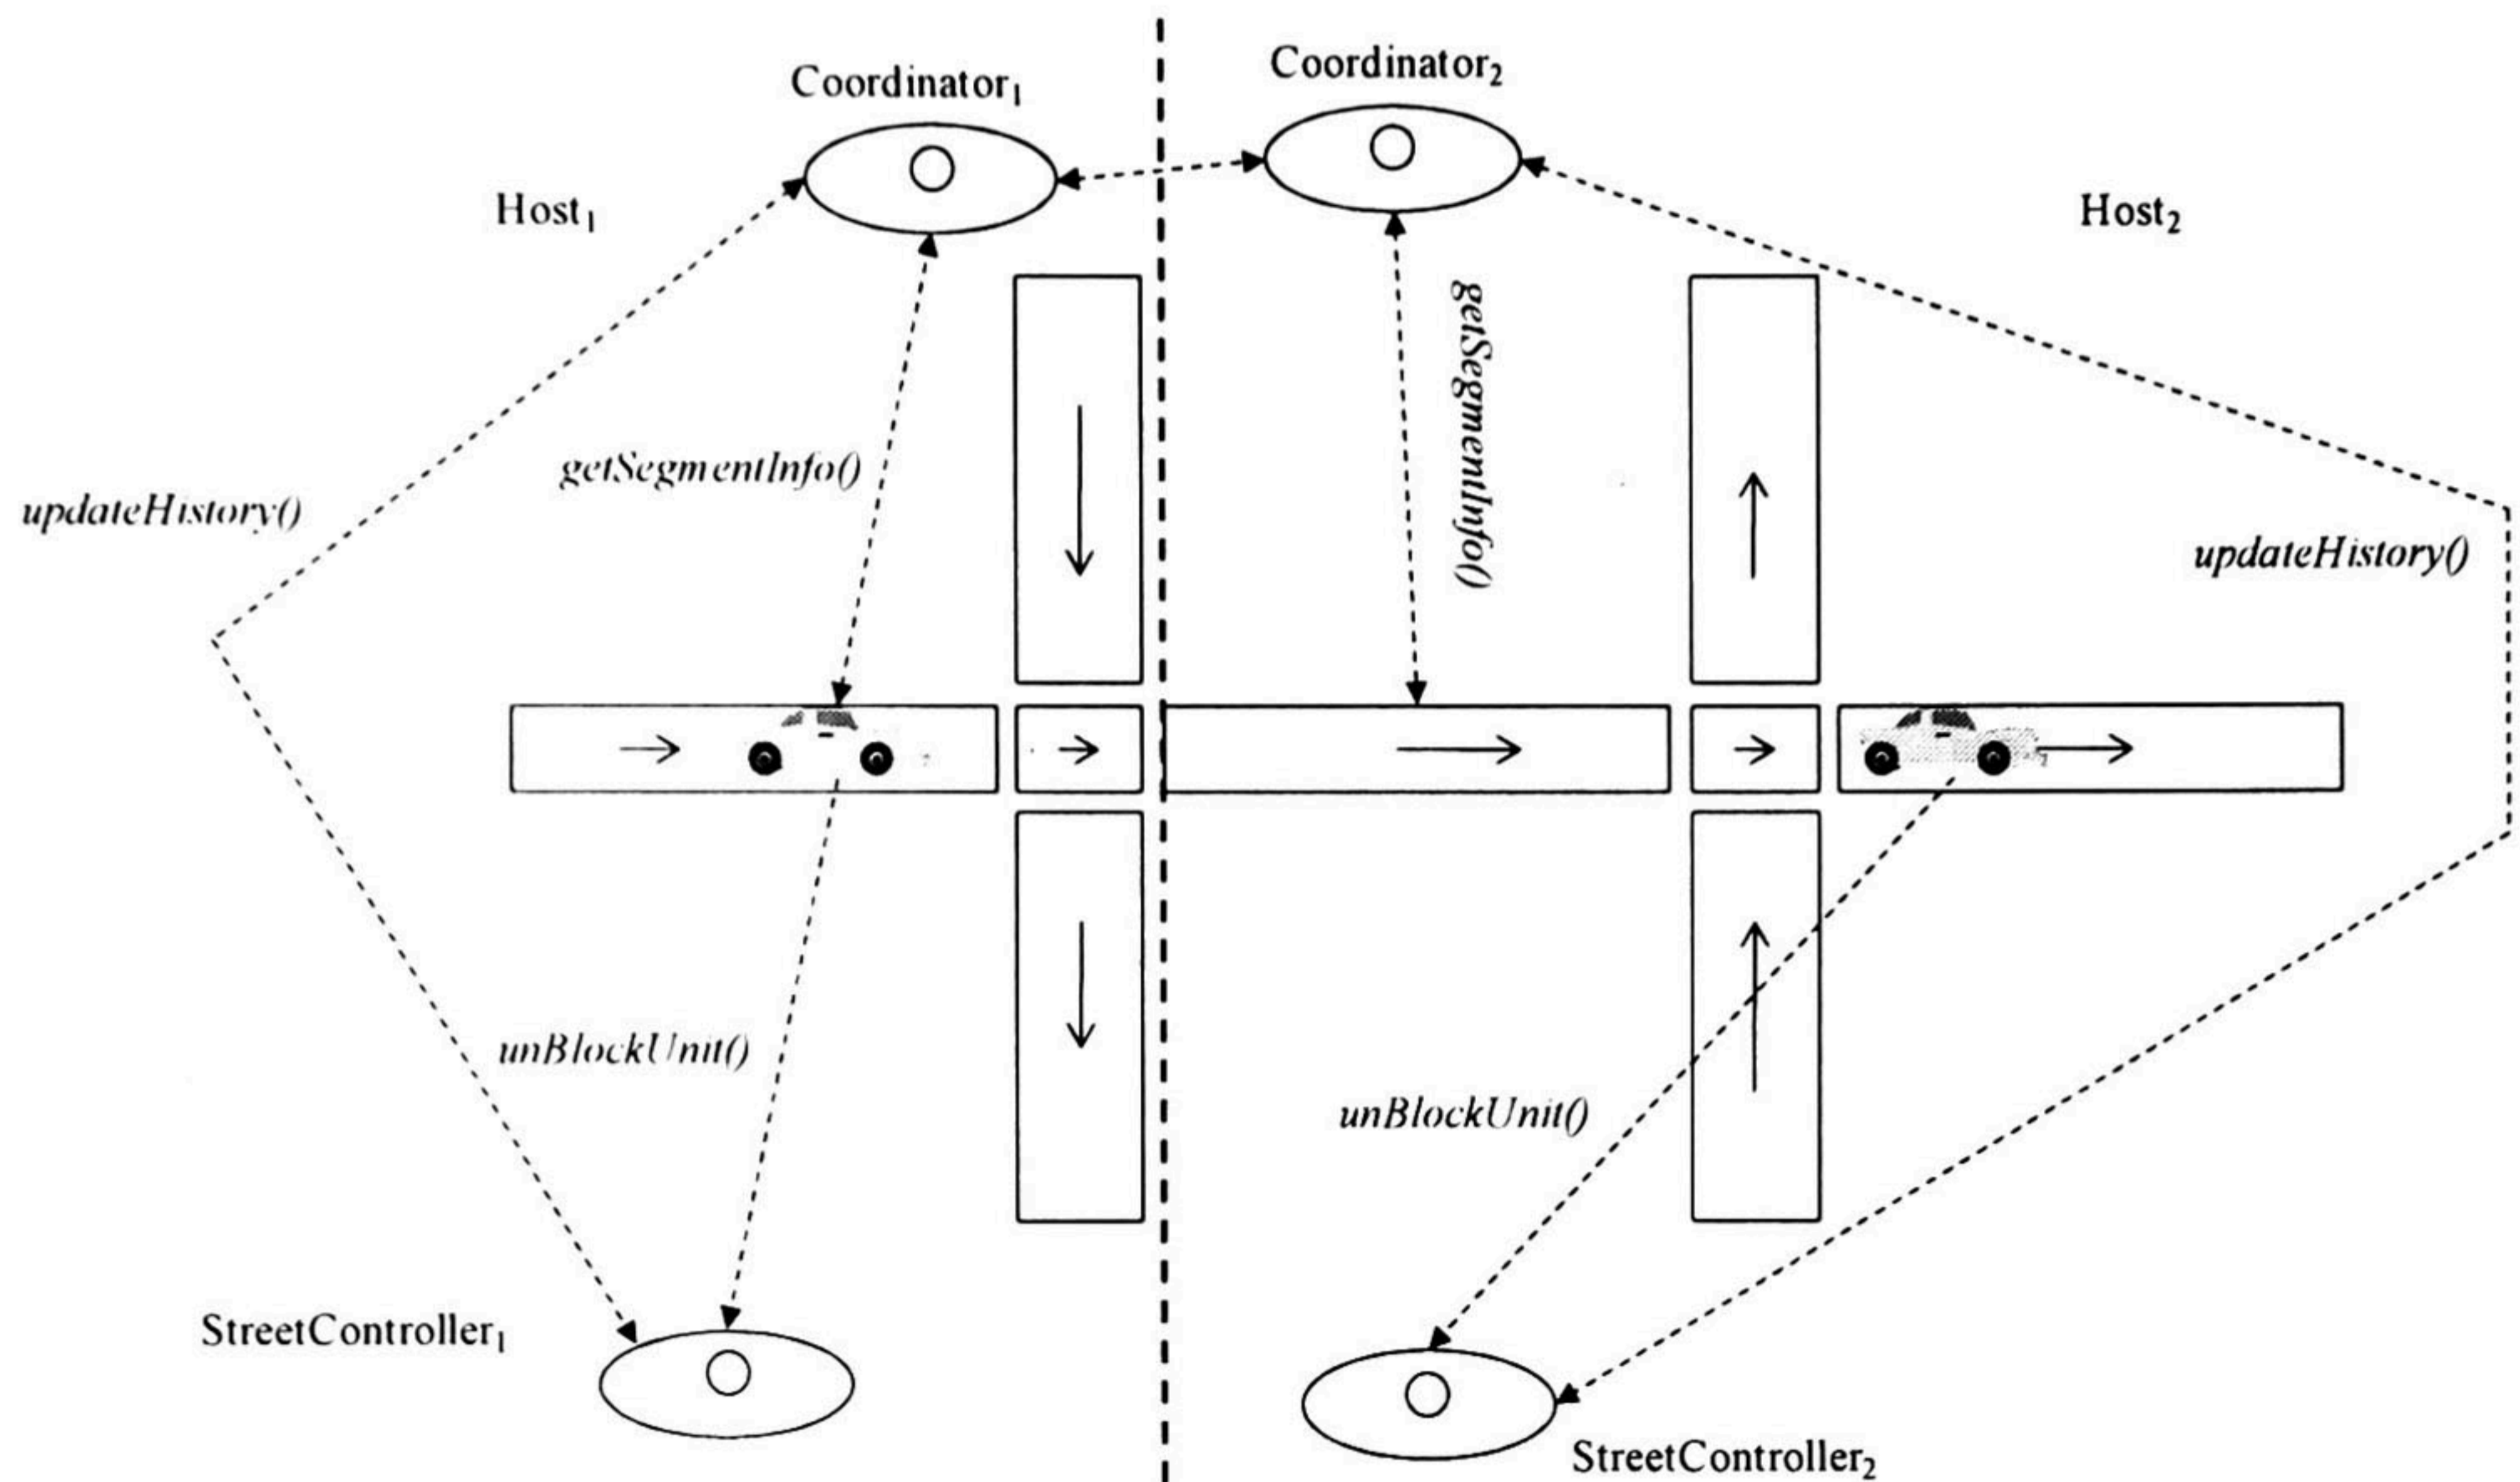 Coordinator₁
Coordinator₂
Host₁
Host₂
getSegmentInfo()
getSegmentInfo()
updateHistory()
updateHistory()
unBlockUnit()
unBlockUnit()
StreetController₁
StreetController₂